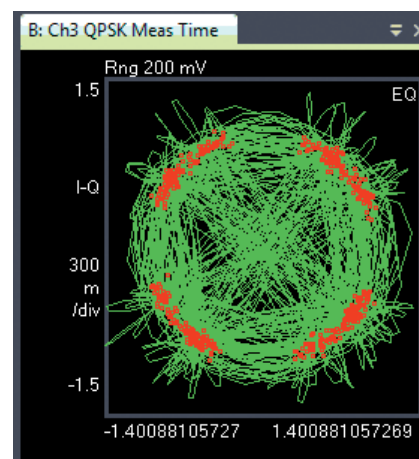 B: Ch3 QPSK Meas Time
Rng 200 mV
1.5
EQ
I-Q
300
m
/div
-1.5
-1.40088105727
1.400881057269